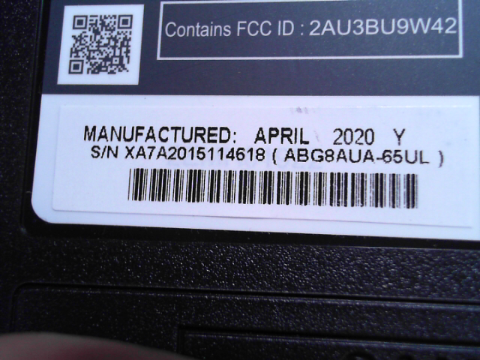 Contains FCC ID : 2AU3BU9W42
MANUFACTURED: APRIL 2020 Y
S/N XA7A2015114618 ( ABG8AUA-65UL )